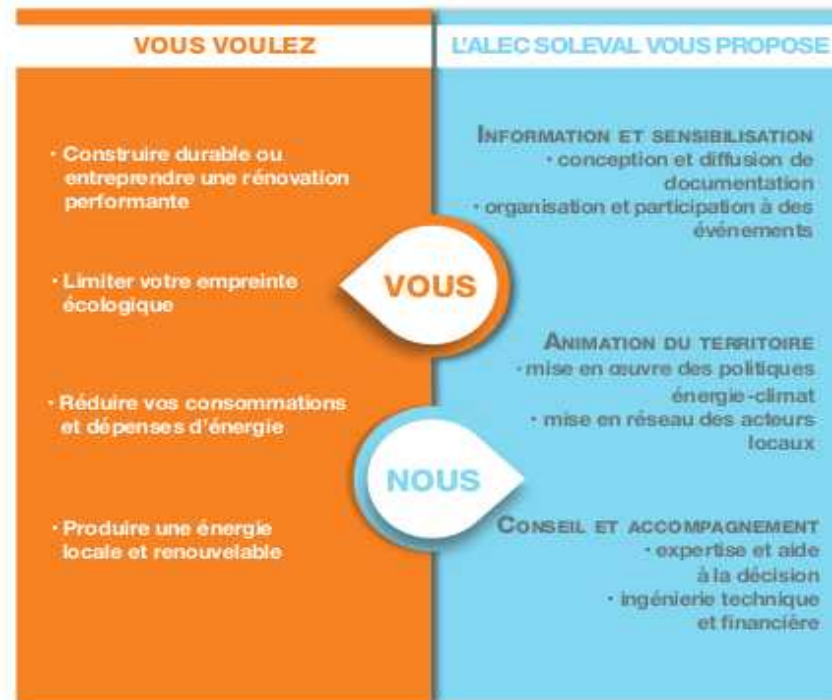 VOUS VOULEZ
· Construire durable ou
entreprendre une rénovation
performante
· Limiter votre empreinte
écologique
· Réduire vos consommations
et dépenses d'énergie
· Produire une énergie
locale et renouvelable
VOUS
NOUS
L'ALEC SOLEVAL VOUS PROPOSE
INFORMATION ET SENSIBILISATION
· conception et diffusion de
documentation
· organisation et participation à des
événements
ANIMATION DU TERRITOIRE
· mise en œuvre des politiques
énergie-climat
· mise en réseau des acteurs
locaux
CONSEIL ET ACCOMPAGNEMENT
· expertise et aide
à la décision
· ingénierie technique
et financière